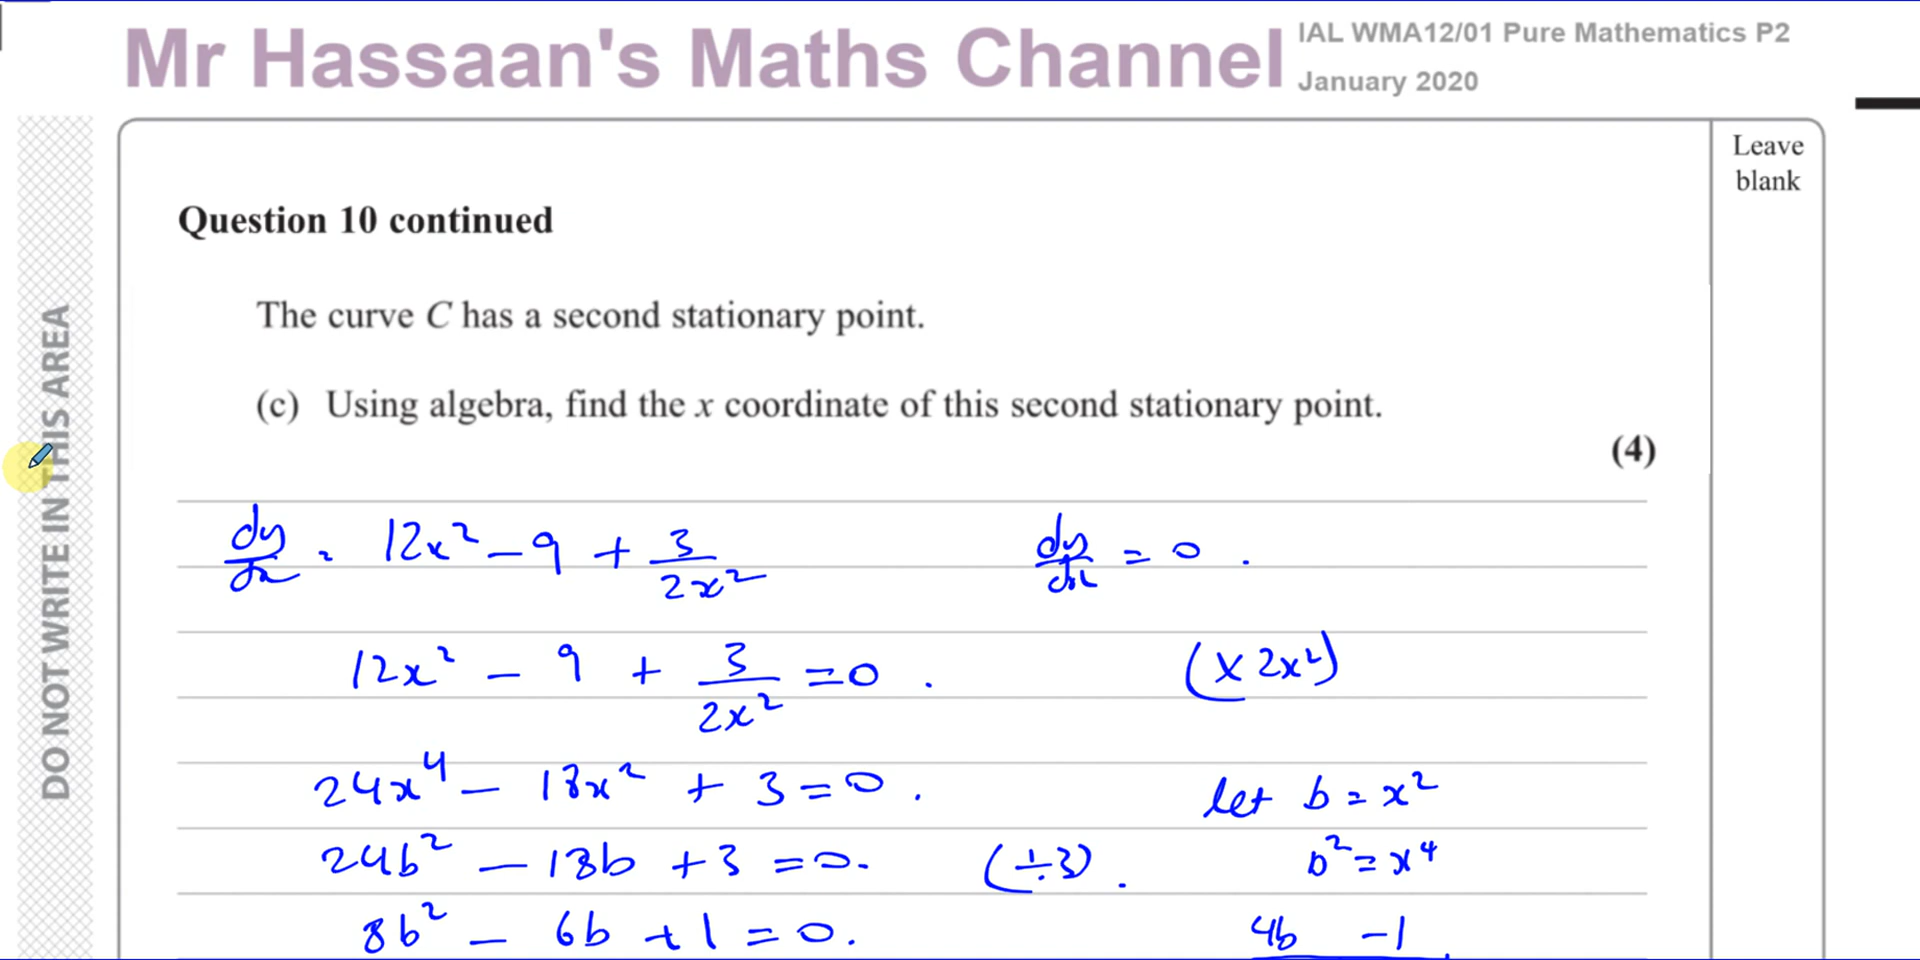 Mr Hassaan's Maths Channel
IAL WMA12/01 Pure Mathematics P2
January 2020
Leave
blank
DO NOT WRITE IN THIS AREA
Question 10 continued
The curve C has a second stationary point.
(c) Using algebra, find the x coordinate of this second stationary point.
(4)
dy/dx = 12x² - 9 + 3/2x²    dy/dx = 0 .
12x² - 9 + 3/2x² = 0 .    (× 2x²)
24x⁴ - 18x² + 3 = 0 .    let b = x²
24b² - 18b + 3 = 0.    (÷3) .    b² = x⁴
8b² - 6b + 1 = 0.    4b -1